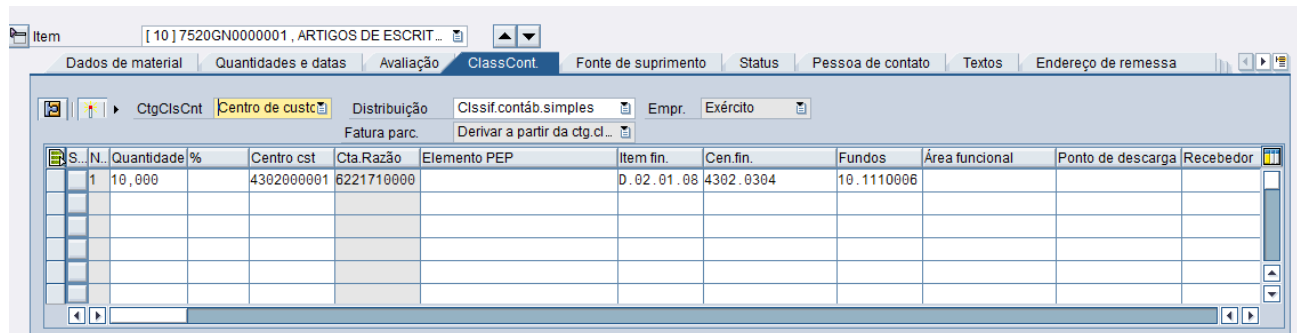 Item [ 10 ] 7520GN0000001 , ARTIGOS DE ESCRIT...
Dados de material Quantidades e datas Avaliação ClassCont. Fonte de suprimento Status Pessoa de contato Textos Endereço de remessa
CtgClsCnt Centro de custo Distribuição Clssif.contáb.simples Empr. Exército
Fatura parc. Derivar a partir da ctg.cl...
S... N... Quantidade % Centro cst Cta.Razão Elemento PEP Item fin. Cen.fin. Fundos Área funcional Ponto de descarga Recebedor
1 10,000 4302000001 6221710000 D.02.01.08 4302.0304 10.1110006